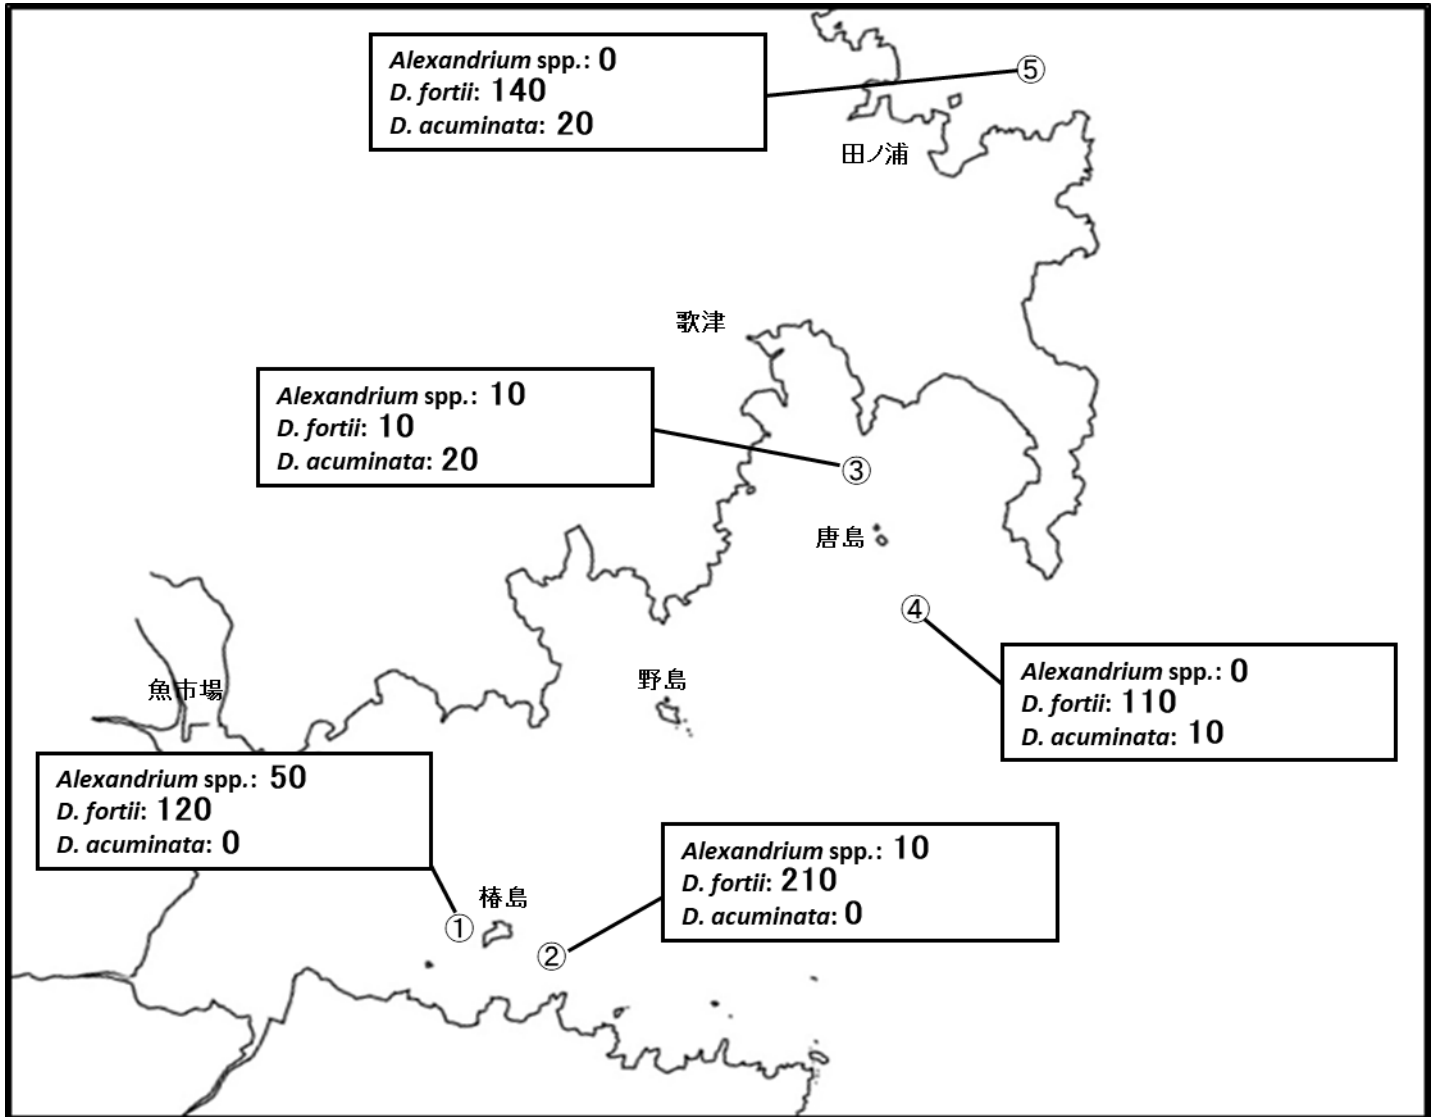 Alexandrium spp.: 0
D. fortii: 140
D. acuminata: 20
⑤
田ノ浦
歌津
Alexandrium spp.: 10
D. fortii: 10
D. acuminata: 20
③
唐島
④
Alexandrium spp.: 0
D. fortii: 110
D. acuminata: 10
野島
魚市場
Alexandrium spp.: 50
D. fortii: 120
D. acuminata: 0
椿島
①
②
Alexandrium spp.: 10
D. fortii: 210
D. acuminata: 0